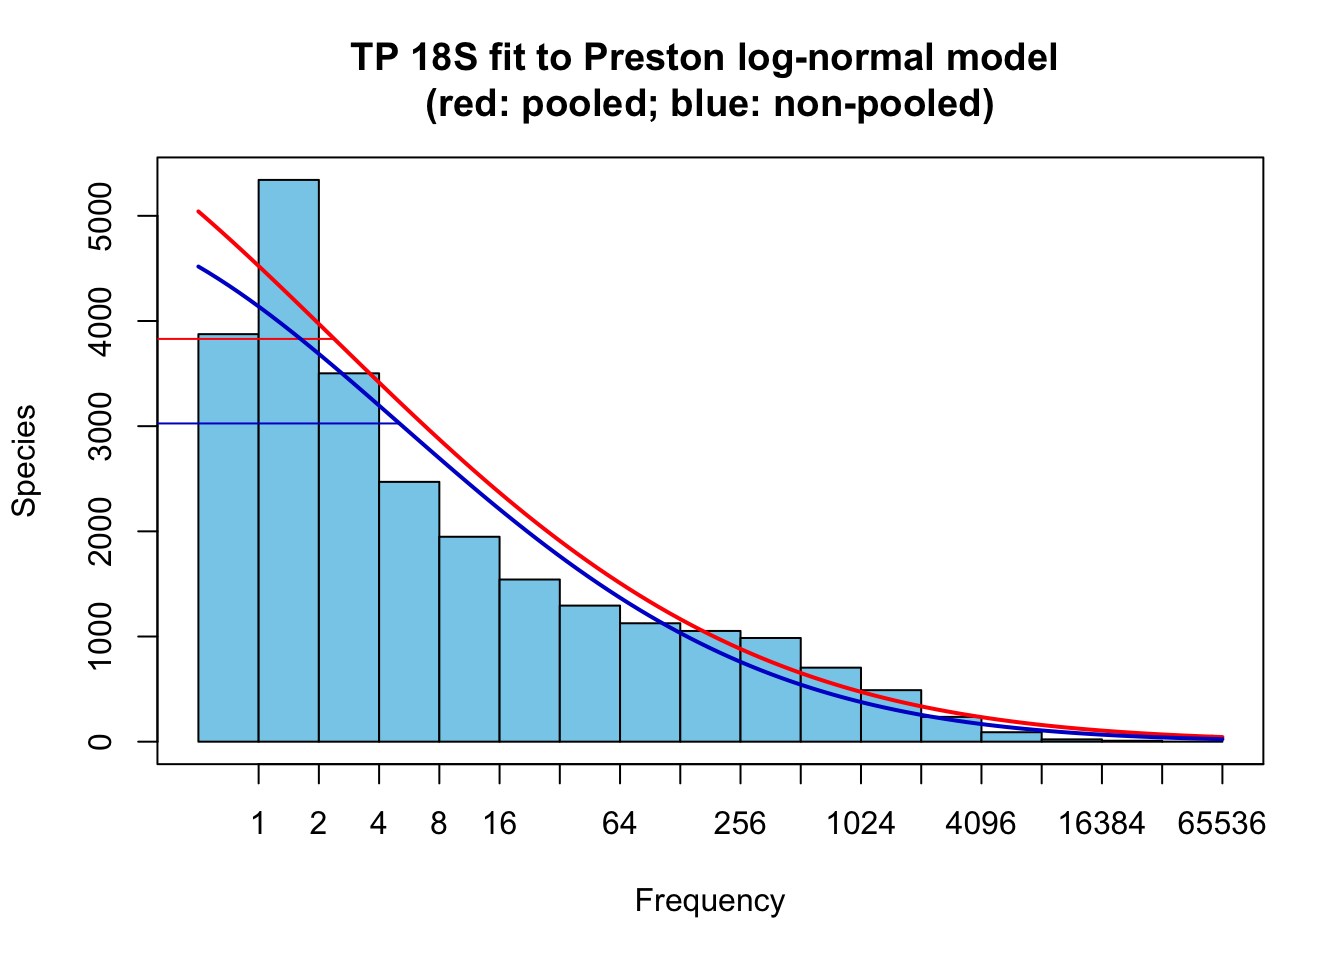 TP 18S fit to Preston log-normal model
(red: pooled; blue: non-pooled)
5000
4000
3000
2000
1000
0
Species
1 2 4 8 16 64 256 1024 4096 16384 65536
Frequency